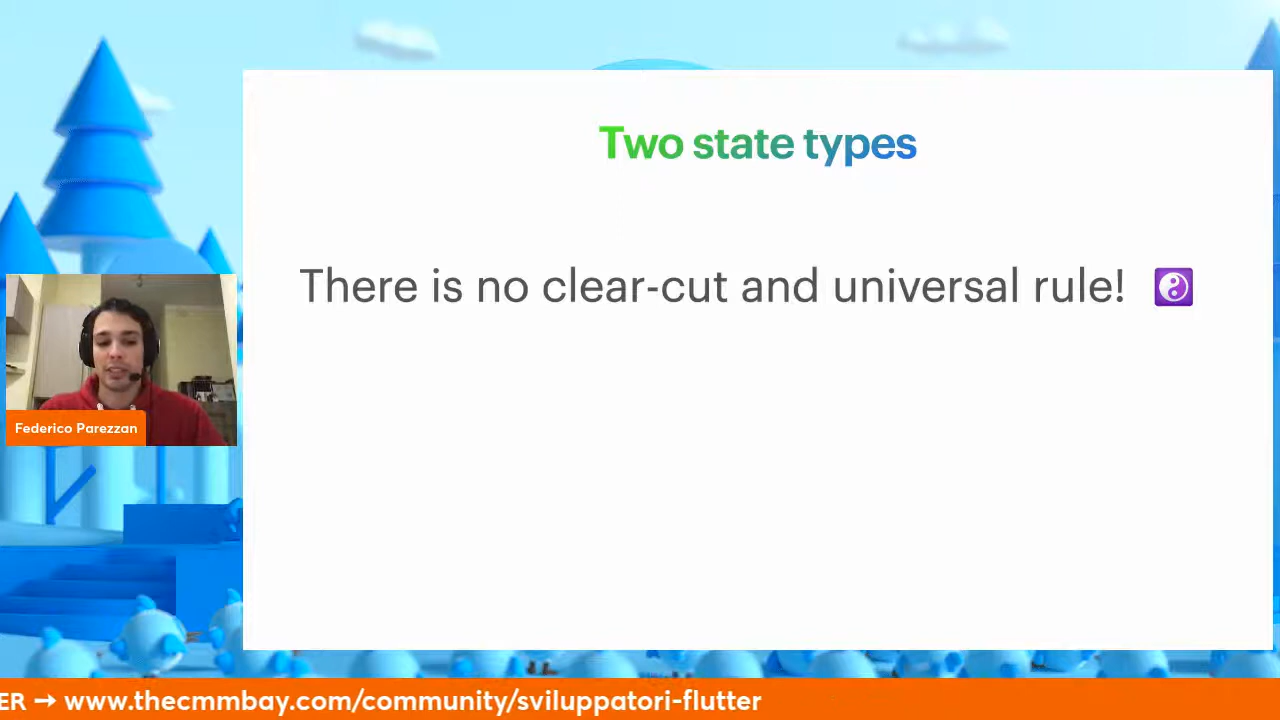 Two state types
There is no clear-cut and universal rule! ☯
Federico Parezzan
ER → www.thecmmbay.com/community/sviluppatori-flutter